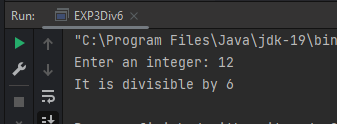 Run: EXP3Div6
"C:\Program Files\Java\jdk-19\bin
Enter an integer: 12
It is divisible by 6